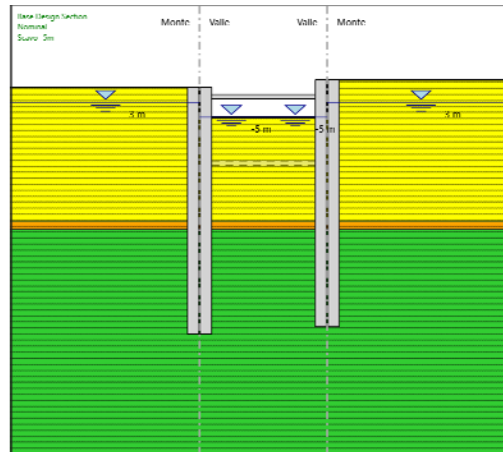 Base Design Section
Nominal
Scavo -5m
Monte Valle Valle Monte
-3 m
-5 m
-5 m
-3 m